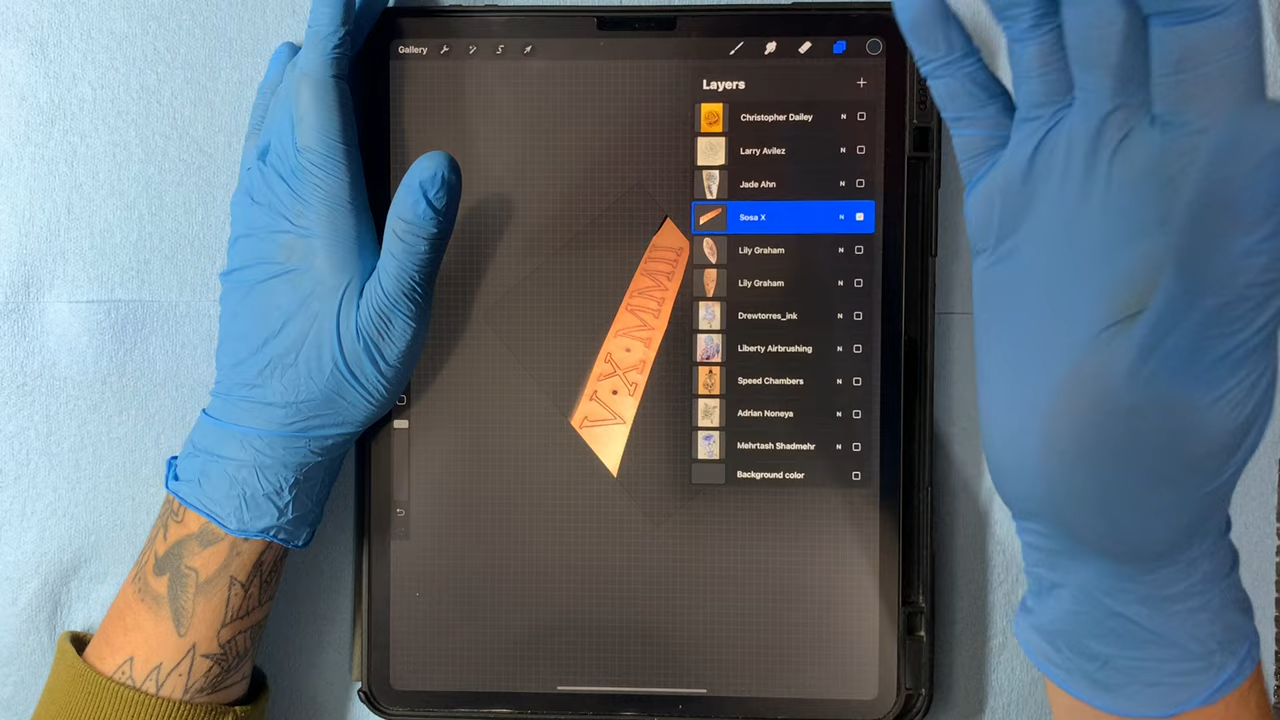 Gallery
Layers
Christopher Dailey N
Larry Avilez N
Jade Ahn N
Sosa X N
Lily Graham N
Lily Graham N
Drewtorres_ink N
Liberty Airbrushing N
Speed Chambers N
Adrian Noneya N
Mehrtash Shadmehr N
Background color
V·X·MMII